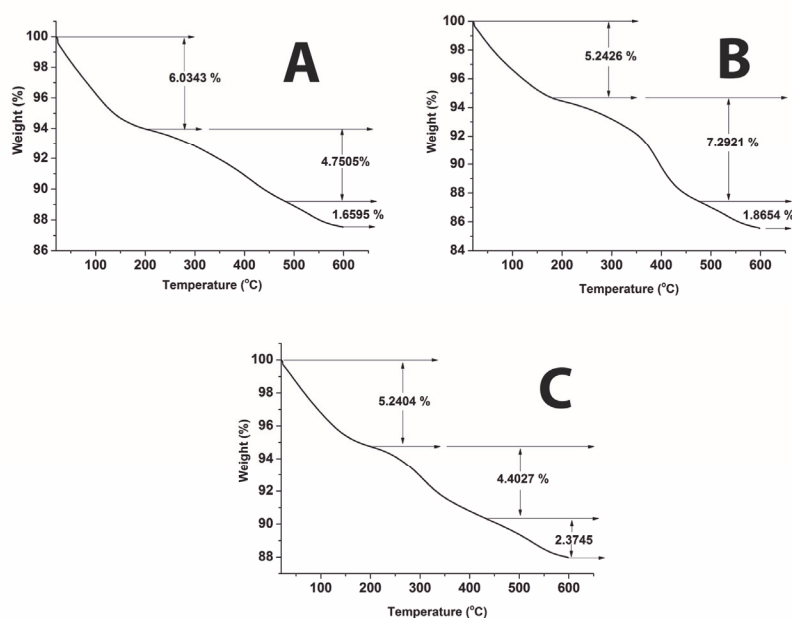 A
100
98
96
94
92
90
88
86
6.0343 %
4.7505%
1.6595 %
Weight (%)
100 200 300 400 500 600
Temperature (°C)
B
100
98
96
94
92
90
88
86
84
5.2426 %
7.2921 %
1.8654 %
Weight (%)
100 200 300 400 500 600
Temperature (°C)
C
100
98
96
94
92
90
88
5.2404 %
4.4027 %
2.3745
Weight (%)
100 200 300 400 500 600
Temperature (°C)